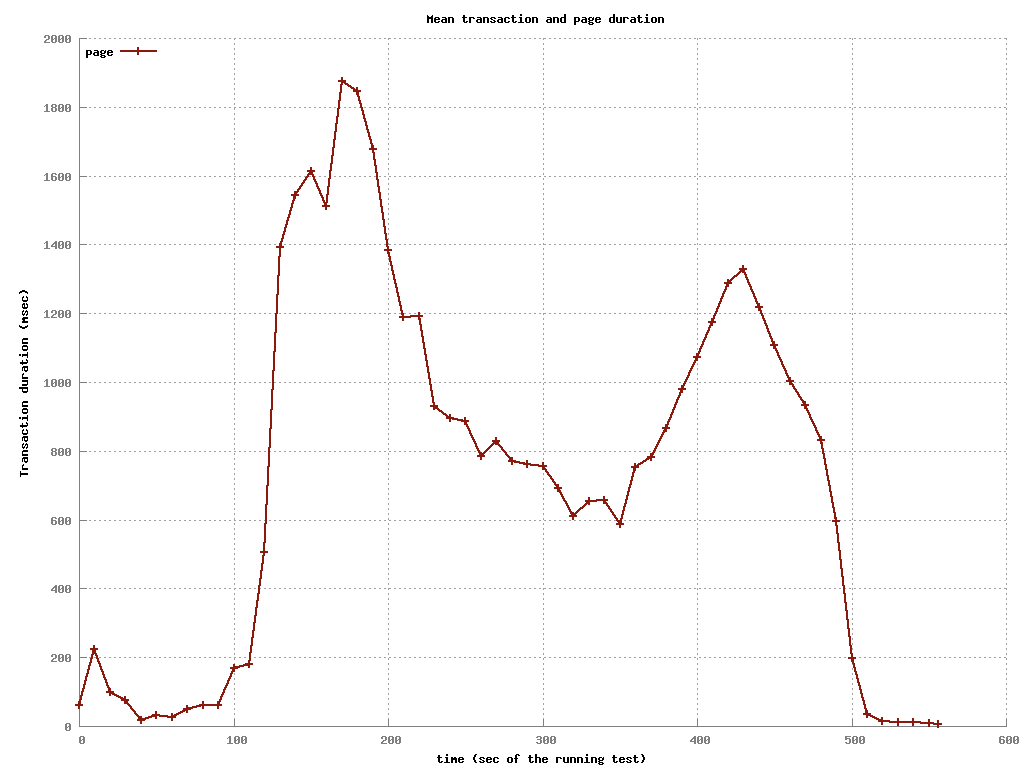 Mean transaction and page duration
page
2000
1800
1600
1400
1200
1000
800
600
400
200
0
Transaction duration (msec)
0 100 200 300 400 500 600
time (sec of the running test)